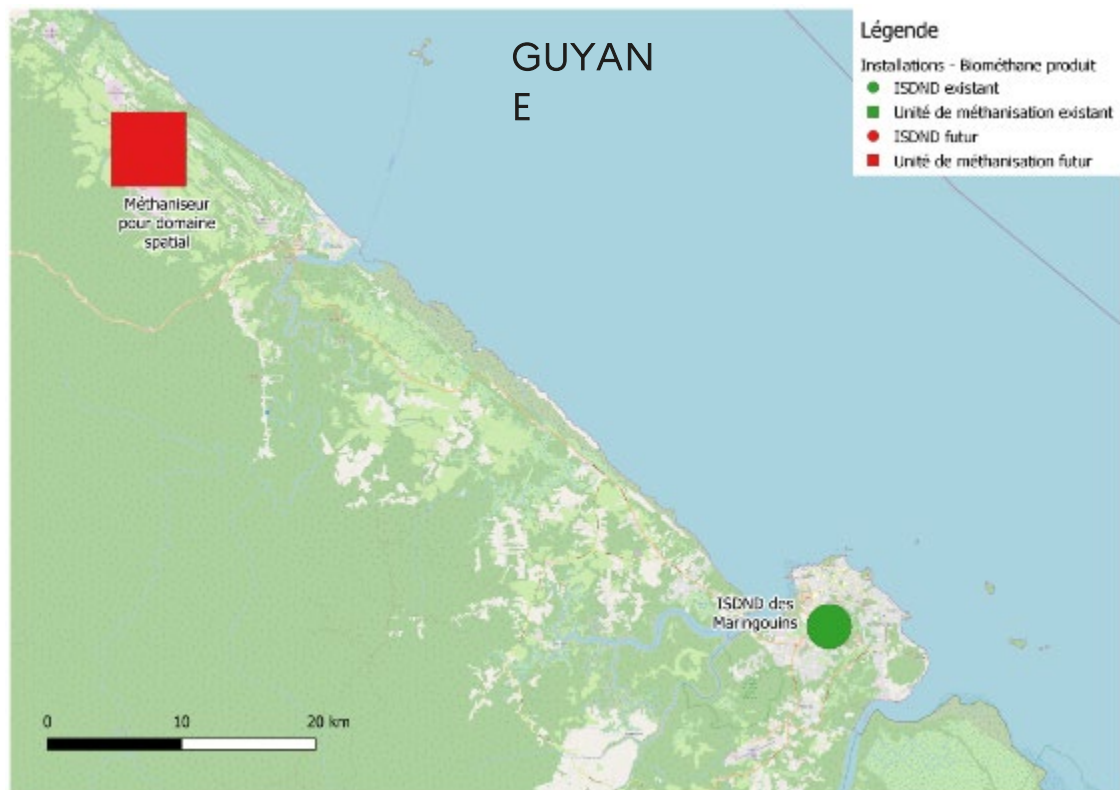 GUYAN
E
Légende
Installations - Biométhane produit
ISDND existant
Unité de méthanisation existant
ISDND futur
Unité de méthanisation futur
Méthaniseur
pour domaine
spatial
ISDND des
Maringouins
0 10 20 km